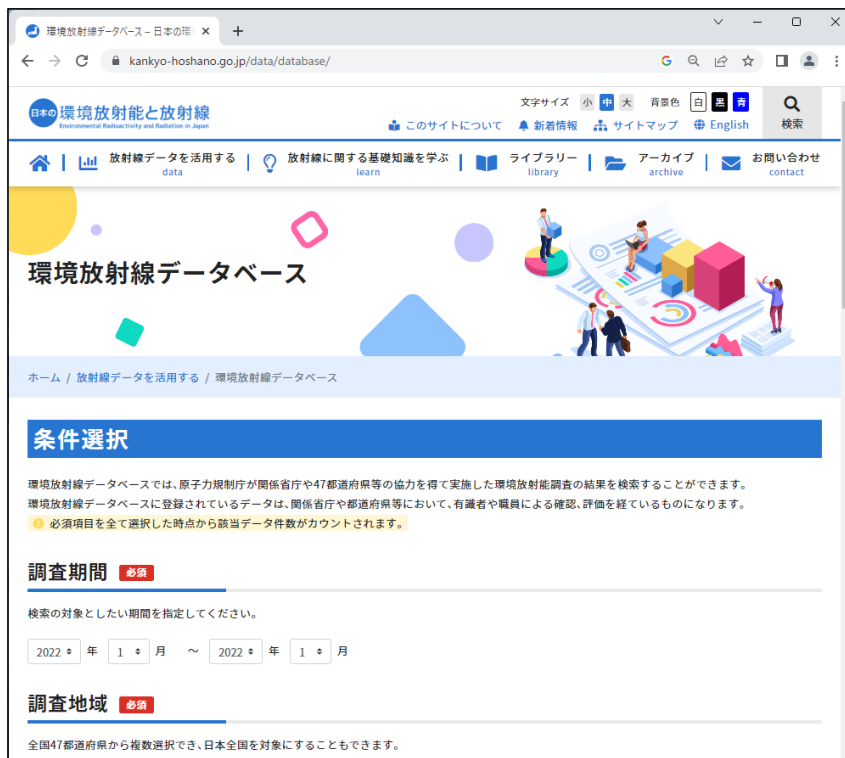 環境放射線データベース – 日本の環
kankyo-hoshano.go.jp/data/database/
日本の環境放射能と放射線
Environmental Radioactivity and Radiation in Japan
文字サイズ 小 中 大 背景色 白 黒 青
このサイトについて 新着情報 サイトマップ English
検索
放射線データを活用する
data
放射線に関する基礎知識を学ぶ
learn
ライブラリー
library
アーカイブ
archive
お問い合わせ
contact
環境放射線データベース
ホーム / 放射線データを活用する / 環境放射線データベース
条件選択
環境放射線データベースでは、原子力規制庁が関係省庁や47都道府県等の協力を得て実施した環境放射能調査の結果を検索することができます。
環境放射線データベースに登録されているデータは、関係省庁や都道府県等において、有識者や職員による確認、評価を経ているものになります。
必須項目を全て選択した時点から該当データ件数がカウントされます。
調査期間 必須
検索の対象としたい期間を指定してください。
2022 年 1 月 ～ 2022 年 1 月
調査地域 必須
全国47都道府県から複数選択でき、日本全国を対象にすることもできます。